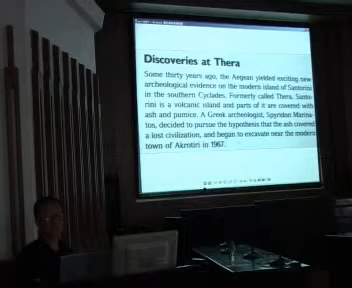 Discoveries at Thera
Some thirty years ago, the Aegean yielded exciting new
archeological evidence on the modern island of Santorini
in the southern Cyclades. Formerly called Thera, Santo-
rini is a volcanic island and parts of it are covered with
ash and pumice. A Greek archeologist, Spyridon Marina-
tos, decided to pursue the hypothesis that the ash covered
a lost civilization, and began to excavate near the modern
town of Akrotiri in 1967.